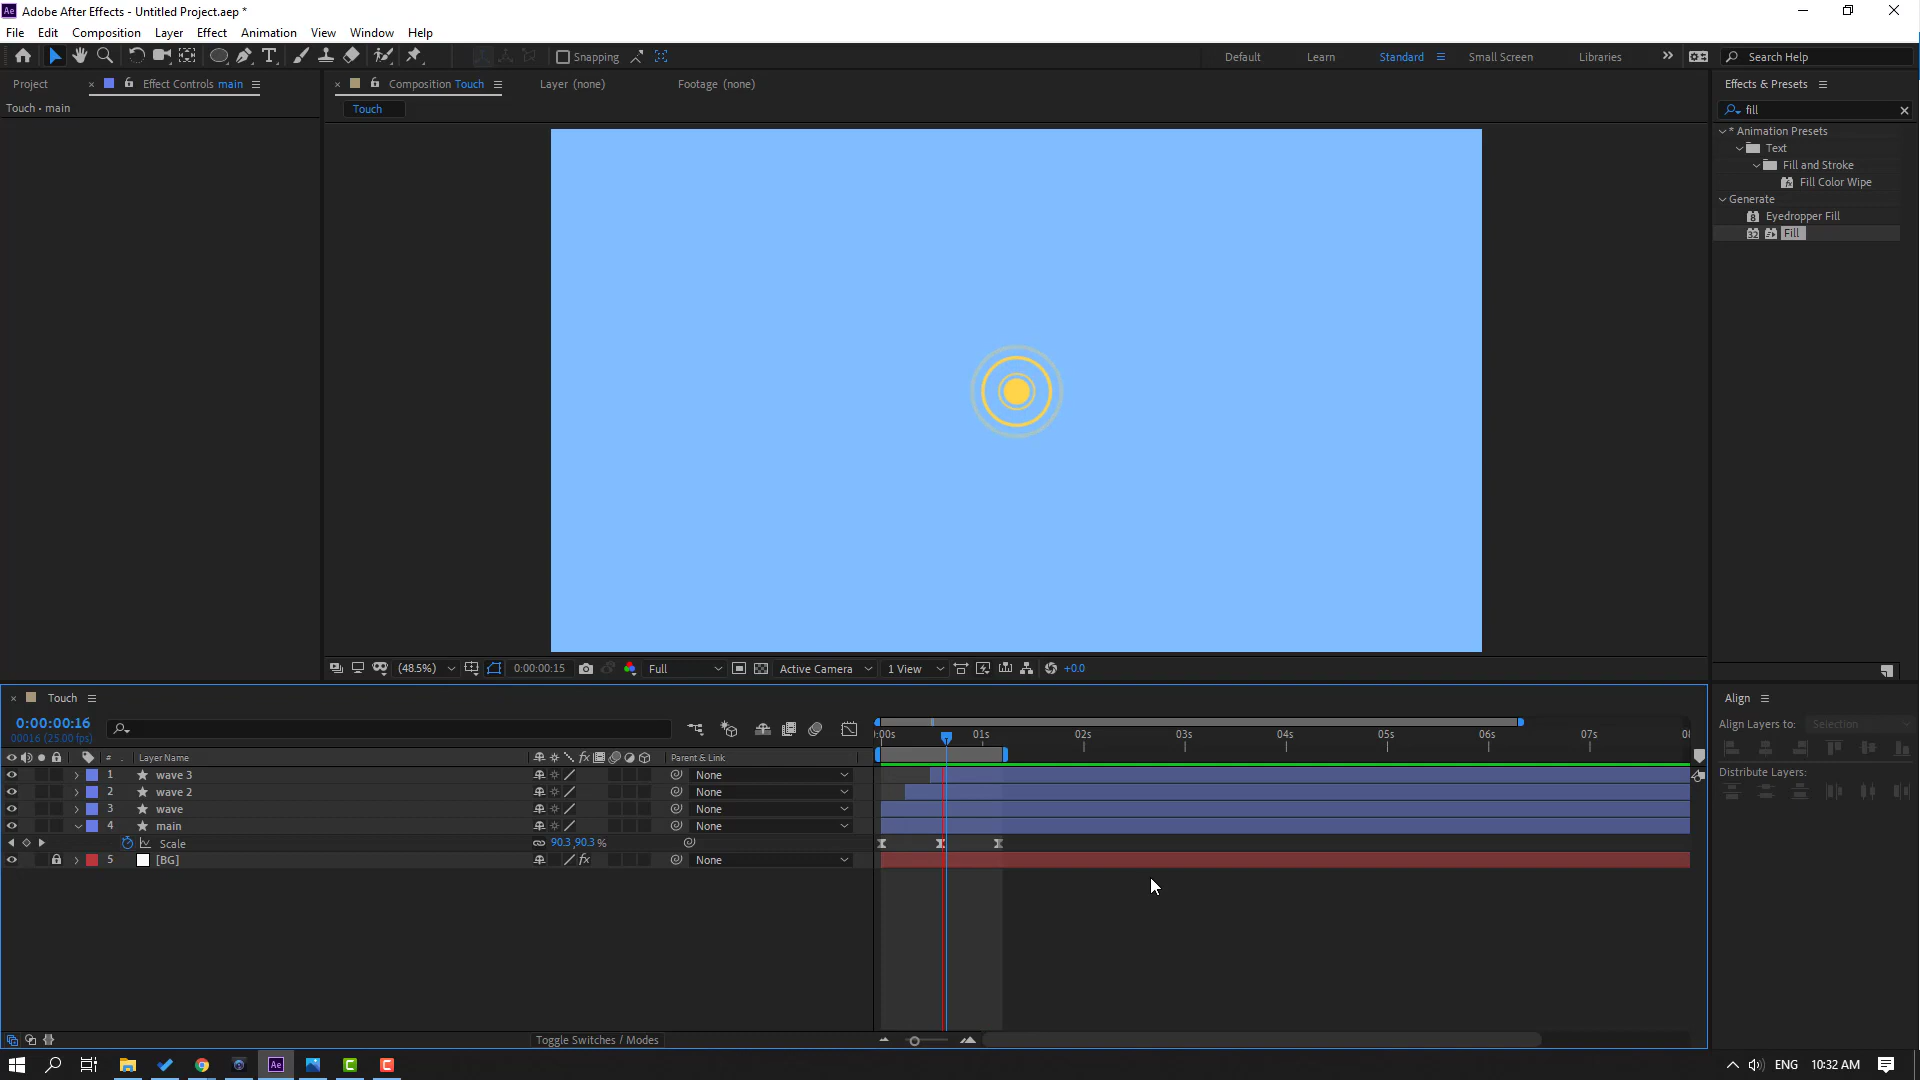 Ae Adobe After Effects - Untitled Project.aep *
File Edit Composition Layer Effect Animation View Window Help
Snapping Default Learn Standard Small Screen Libraries Search Help
Project Effect Controls main Composition Touch Layer (none) Footage (none) Effects & Presets
Touch • main
Touch
fill
* Animation Presets
Text
Fill and Stroke
Fill Color Wipe
Generate
Eyedropper Fill
Fill
(48.5%) 0:00:00:15 Full Active Camera 1 View +0.0
Touch
Align
0:00:00:16
00016 (25.00 fps)
Align Layers to: Selection
:00s 01s 02s 03s 04s 05s 06s 07s
# . Layer Name fx Parent & Link
1 wave 3 None
Distribute Layers:
2 wave 2 None
3 wave None
4 main None
Scale 90.3,90.3%
5 [BG] fx None
Toggle Switches / Modes
Ae ENG 10:32 AM